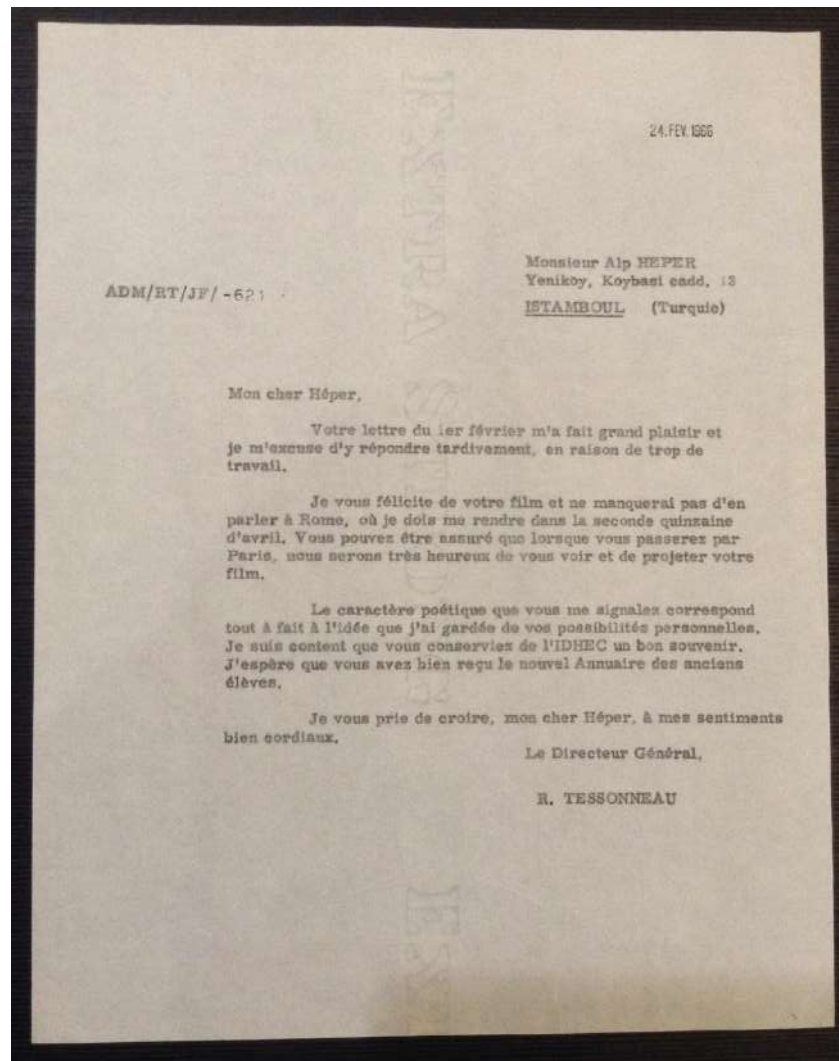 24.FEV.1966
Monsieur Alp HEPER
Yenikoy, Koybasi cadd, 13
ADM/RT/JF/-621
ISTAMBOUL (Turquie)
Mon cher Héper,
Votre lettre du 1er février m'a fait grand plaisir et
je m'excuse d'y répondre tardivement, en raison de trop de
travail.
Je vous félicite de votre film et ne manquerai pas d'en
parler à Rome, où je dois me rendre dans la seconde quinzaine
d'avril. Vous pouvez être assuré que lorsque vous passerez par
Paris, nous serons très heureux de vous voir et de projeter votre
film.
Le caractère poétique que vous me signalez correspond
tout à fait à l'idée que j'ai gardée de vos possibilités personnelles.
Je suis content que vous conserviez de l'IDHEC un bon souvenir.
J'espère que vous avez bien reçu le nouvel Annuaire des anciens
élèves.
Je vous prie de croire, mon cher Héper, à mes sentiments
bien cordiaux.
Le Directeur Général,
R. TESSONNEAU